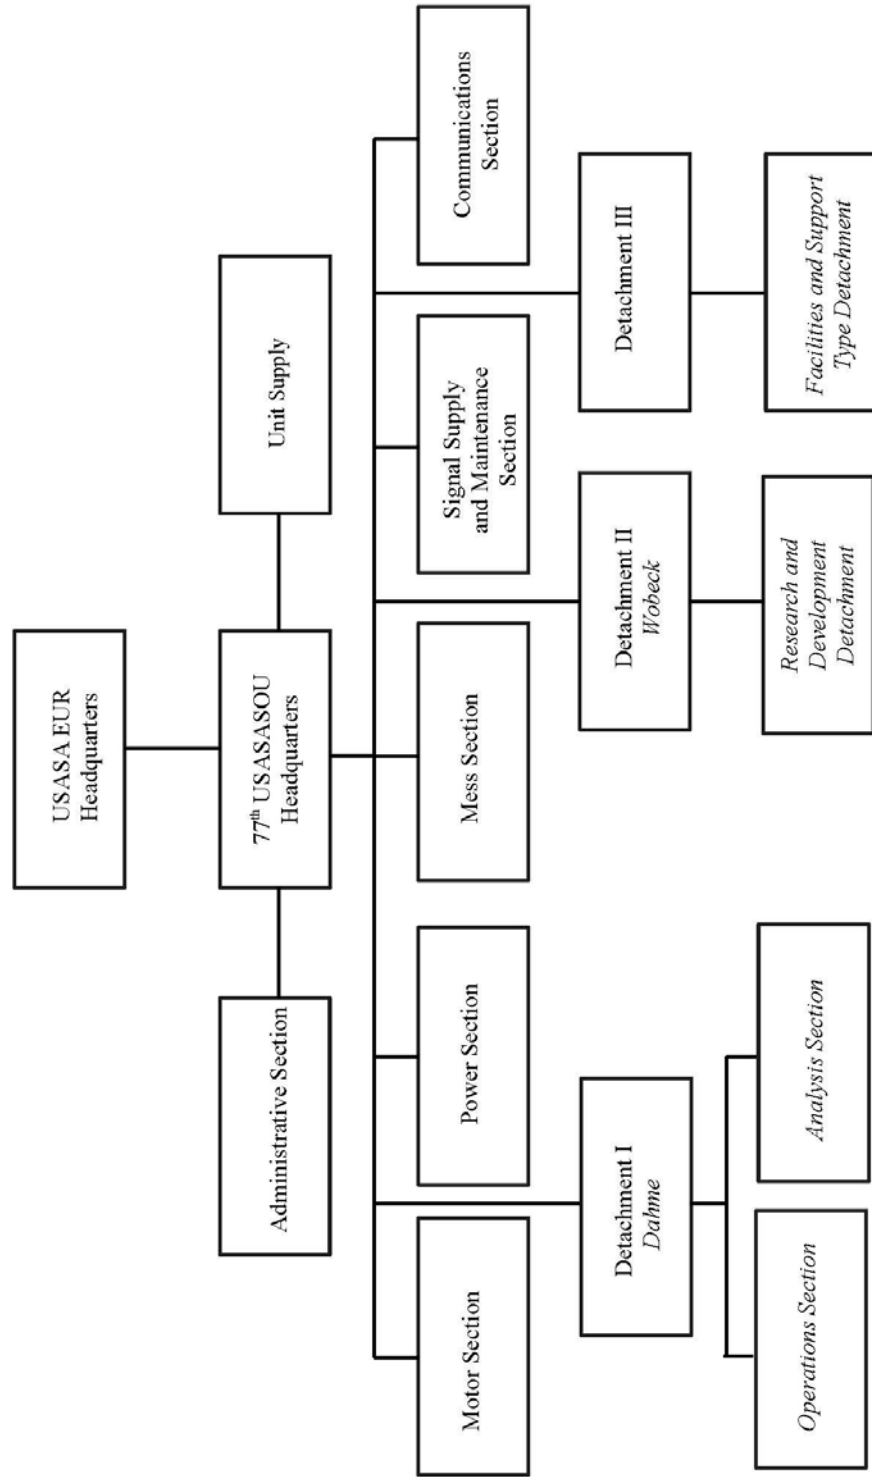 USASA EUR
Headquarters
Administrative Section
77th USASASOU
Headquarters
Unit Supply
Motor Section
Power Section
Mess Section
Signal Supply
and Maintenance
Section
Communications
Section
Detachment I
Dahme
Detachment II
Wobeck
Detachment III
Operations Section
Analysis Section
Research and
Development
Detachment
Facilities and Support
Type Detachment